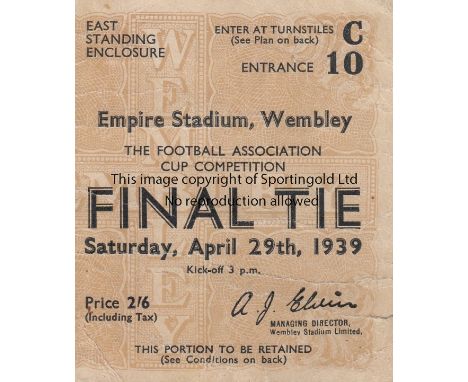 EAST
STANDING
ENCLOSURE
ENTER AT TURNSTILES
(See Plan on back)
C
ENTRANCE 10
WEMBLEY
Empire Stadium, Wembley
THE FOOTBALL ASSOCIATION
CUP COMPETITION
This image copyright of Sportingold Ltd
No reproduction allowed
FINAL TIE
Saturday, April 29th, 1939
Kick-off 3 p.m.
Price 2/6
(Including Tax)
A. J. Elvin
MANAGING DIRECTOR,
Wembley Stadium Limited.
THIS PORTION TO BE RETAINED
(See Conditions on back)